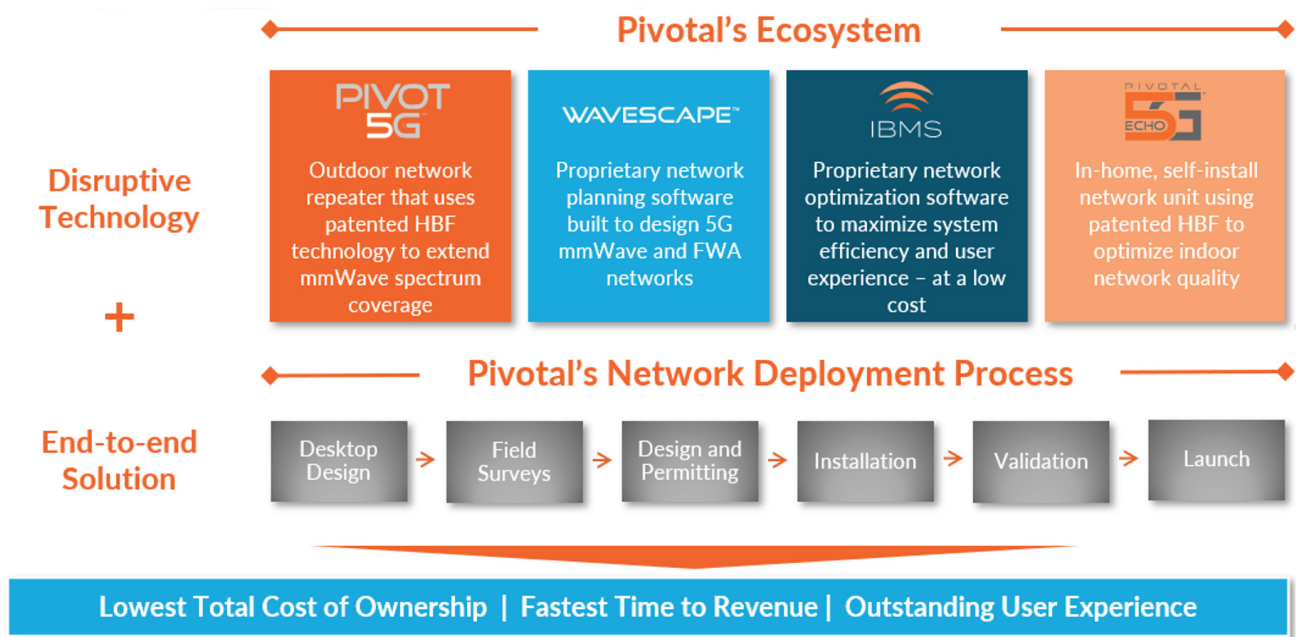 Pivotal's Ecosystem
Disruptive
Technology
+
End-to-end
Solution
PIVOT
5G™
Outdoor network
repeater that uses
patented HBF
technology to extend
mmWave spectrum
coverage
WAVESCAPE™
Proprietary network
planning software
built to design 5G
mmWave and FWA
networks
IBMS
Proprietary network
optimization software
to maximize system
efficiency and user
experience – at a low
cost
PIVOTAL™
5G
ECHO
In-home, self-install
network unit using
patented HBF to
optimize indoor
network quality
Pivotal's Network Deployment Process
Desktop
Design
Field
Surveys
Design and
Permitting
Installation
Validation
Launch
Lowest Total Cost of Ownership | Fastest Time to Revenue | Outstanding User Experience